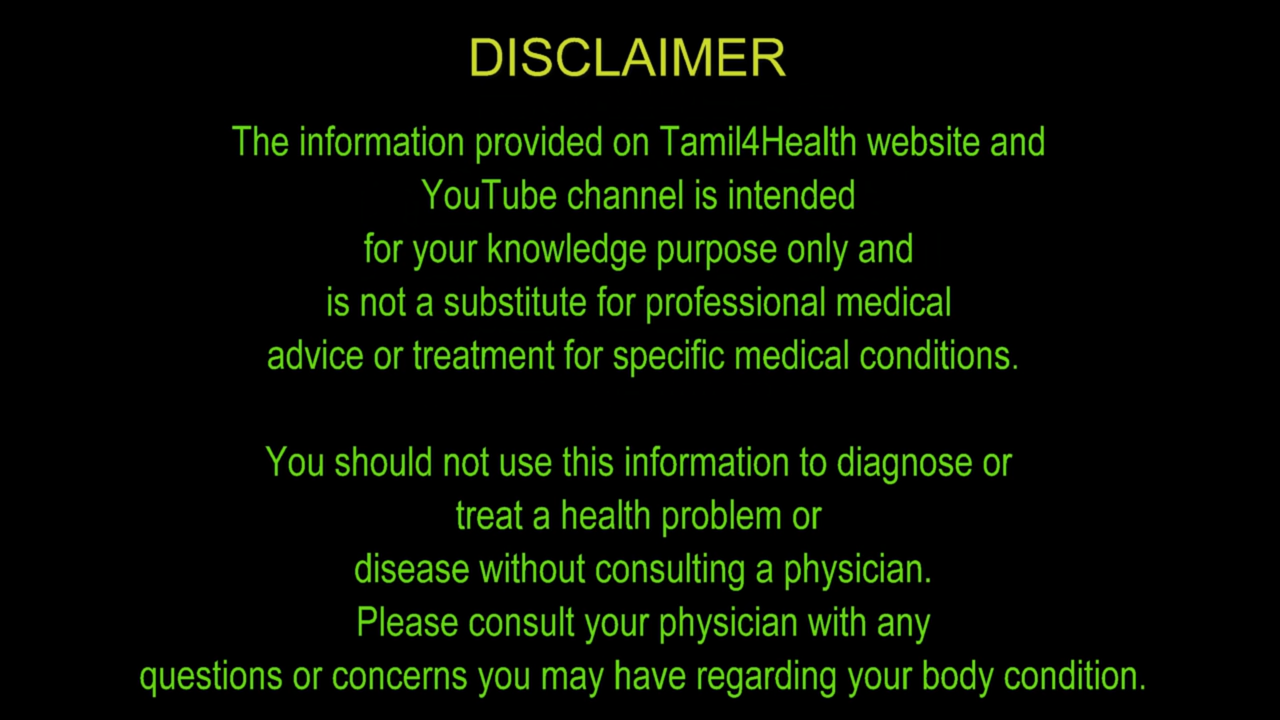 DISCLAIMER
The information provided on Tamil4Health website and
YouTube channel is intended
for your knowledge purpose only and
is not a substitute for professional medical
advice or treatment for specific medical conditions.
You should not use this information to diagnose or
treat a health problem or
disease without consulting a physician.
Please consult your physician with any
questions or concerns you may have regarding your body condition.